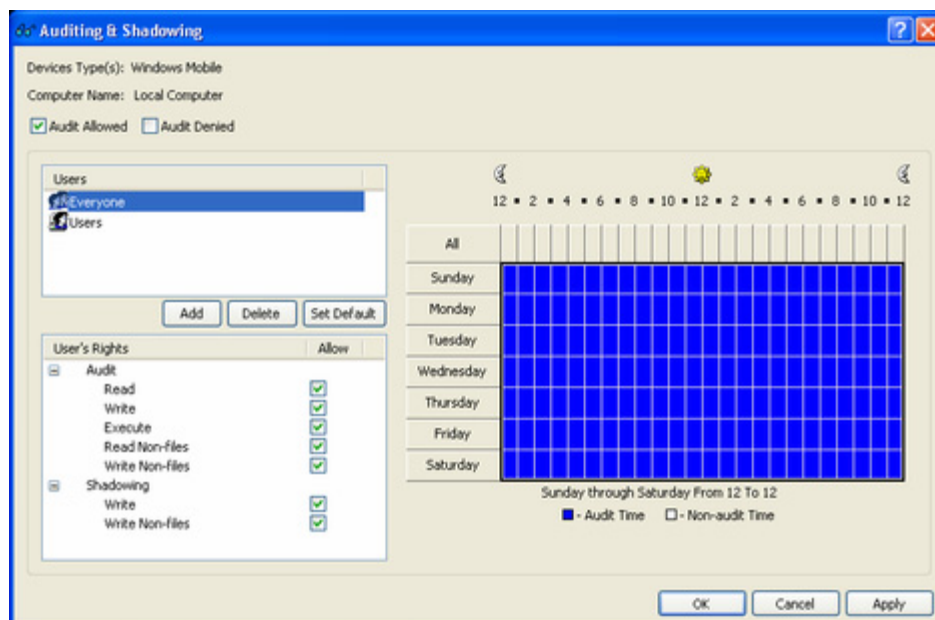 Auditing & Shadowing
Devices Type(s): Windows Mobile
Computer Name: Local Computer
Audit Allowed Audit Denied
Users
Everyone
Users
Add Delete Set Default
User's Rights Allow
Audit
Read
Write
Execute
Read Non-files
Write Non-files
Shadowing
Write
Write Non-files
12 • 2 • 4 • 6 • 8 • 10 • 12 • 2 • 4 • 6 • 8 • 10 • 12
All
Sunday
Monday
Tuesday
Wednesday
Thursday
Friday
Saturday
Sunday through Saturday From 12 To 12
- Audit Time - Non-audit Time
OK Cancel Apply